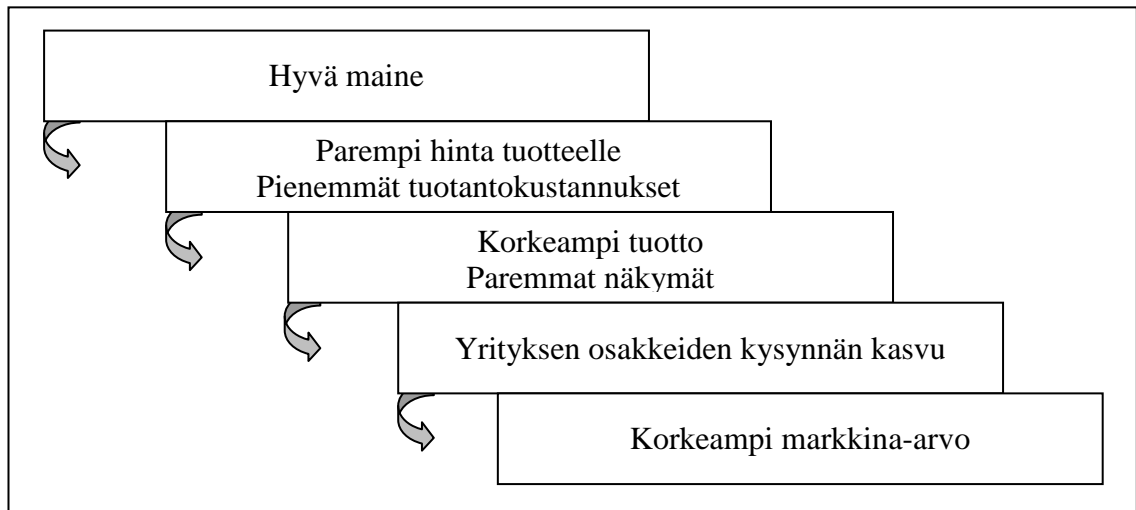 Hyvä maine
Parempi hinta tuotteelle
Pienemmät tuotantokustannukset
Korkeampi tuotto
Paremmat näkymät
Yrityksen osakkeiden kysynnän kasvu
Korkeampi markkina-arvo